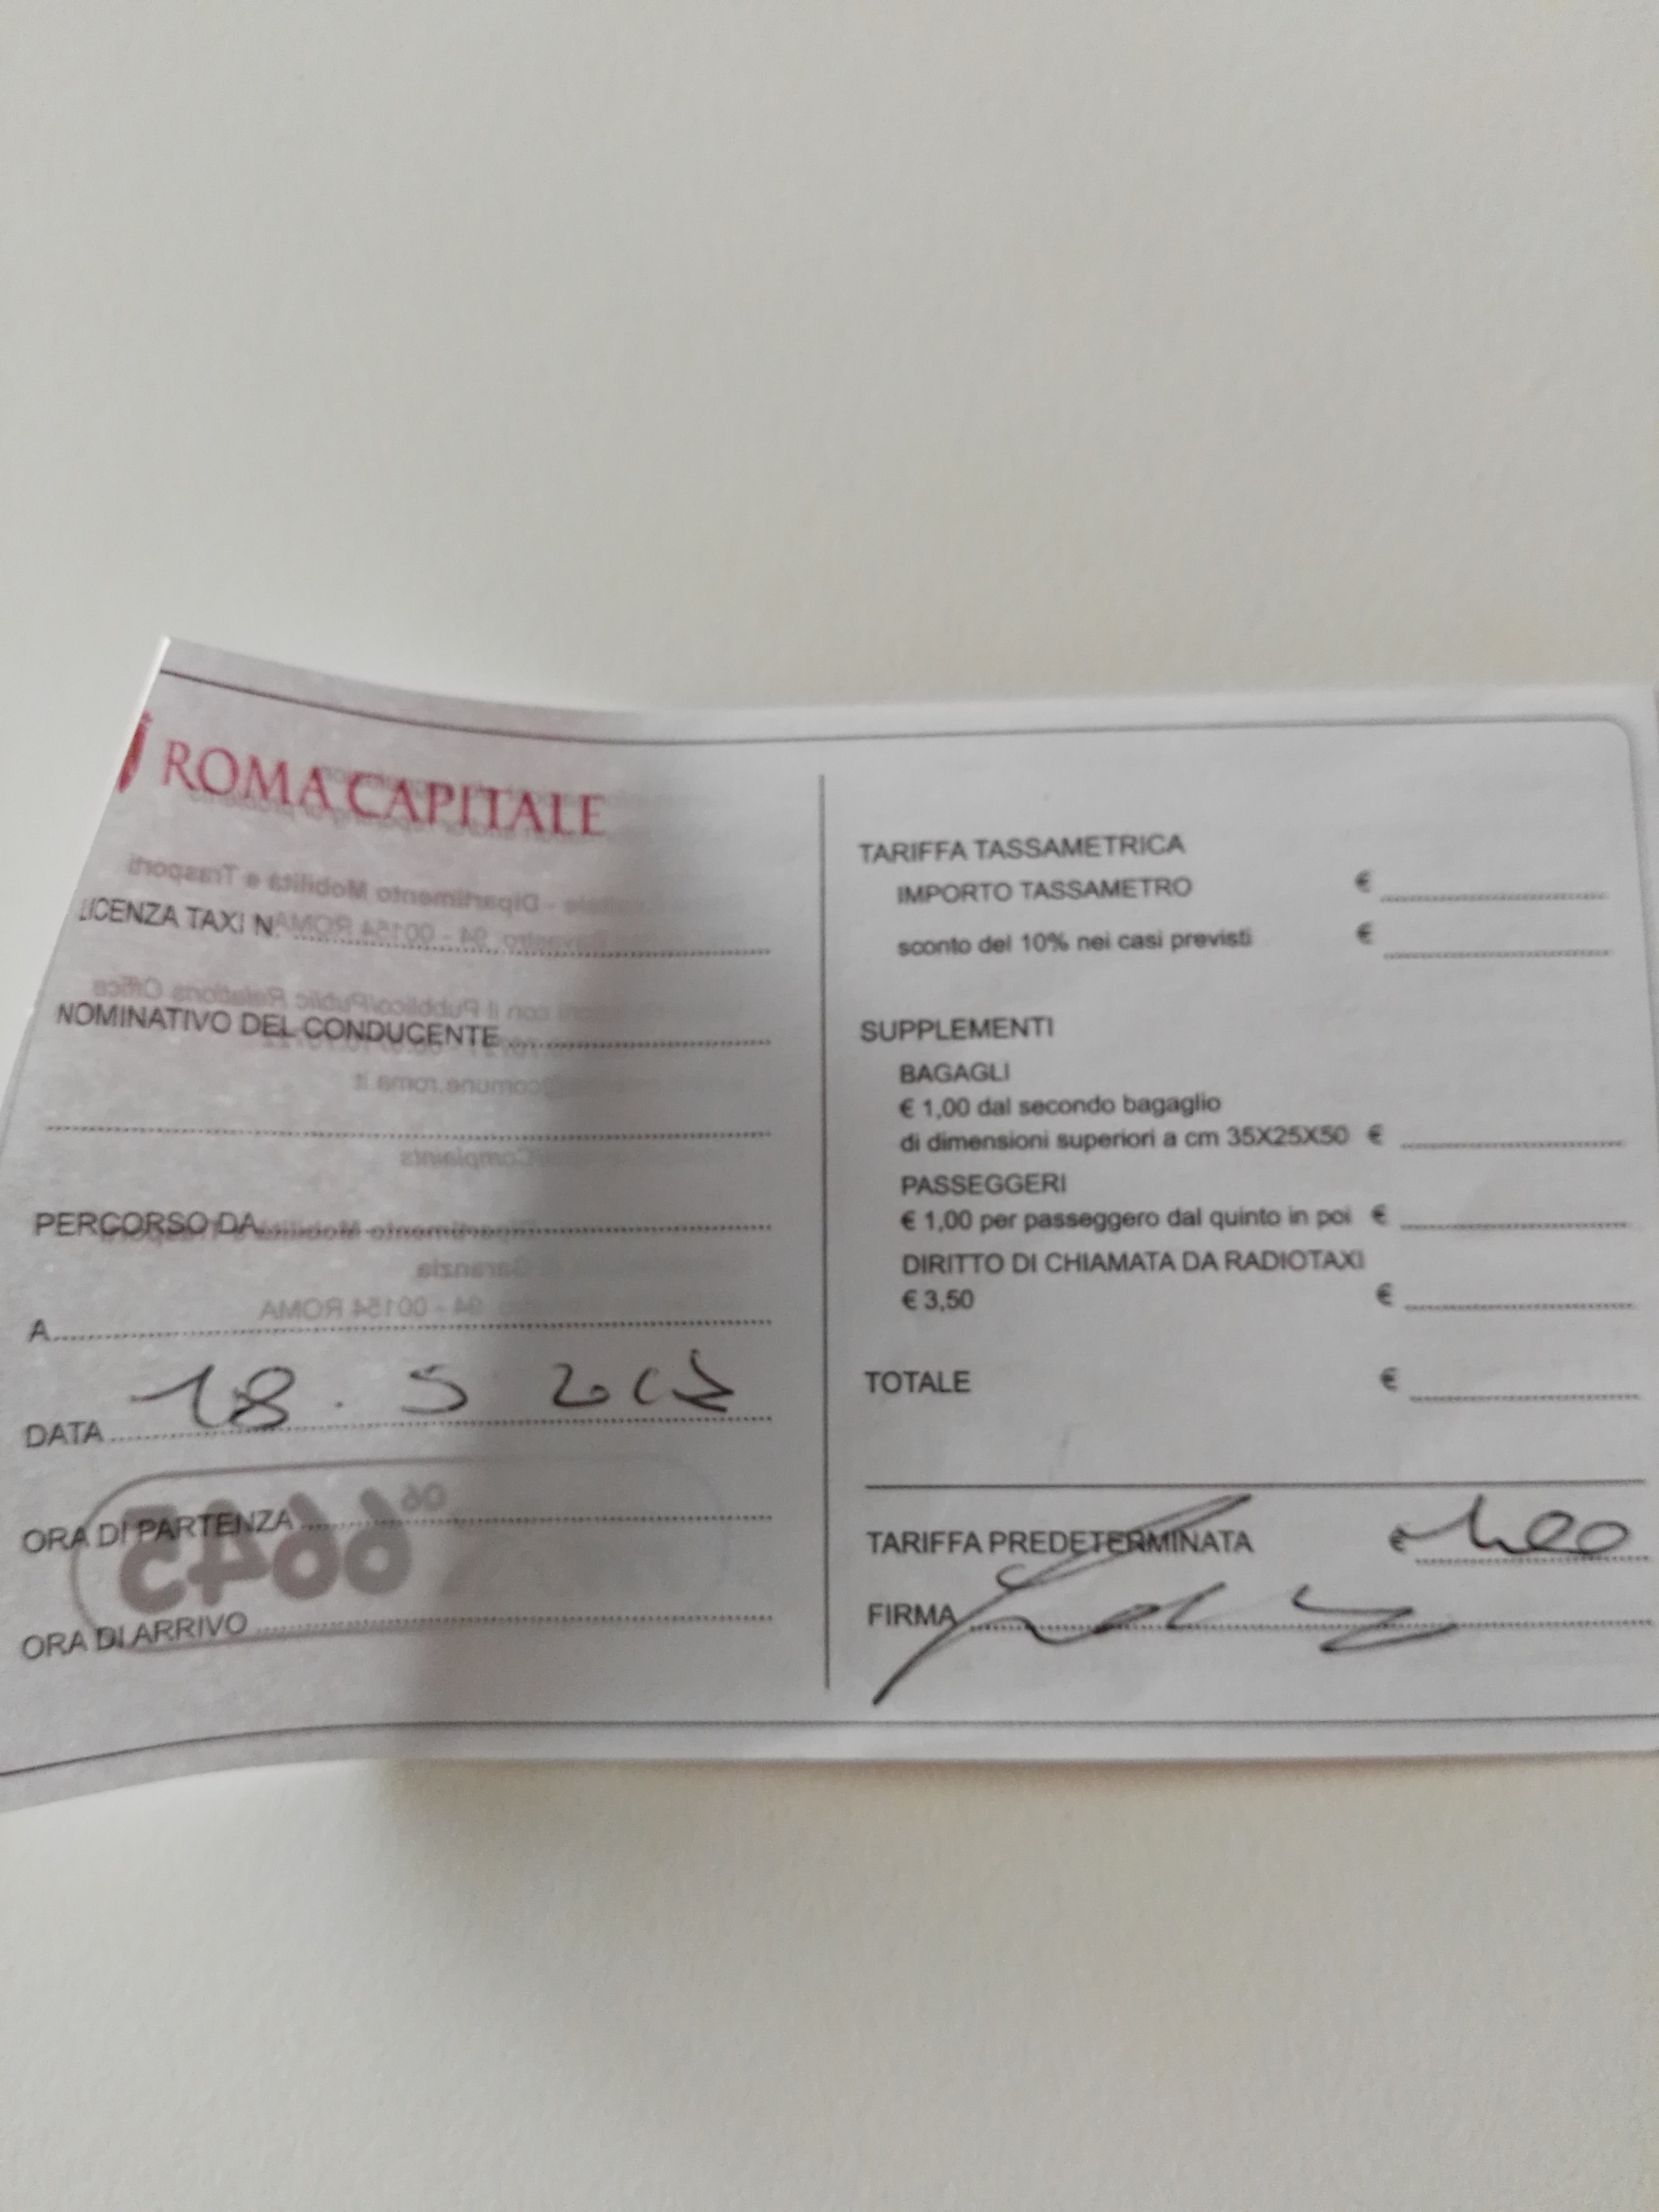 ROMA CAPITALE
LICENZA TAXI N.
NOMINATIVO DEL CONDUCENTE
PERCORSO DA
A
DATA 18.5 2017
ORA DI PARTENZA
ORA DI ARRIVO
TARIFFA TASSAMETRICA
IMPORTO TASSAMETRO €
sconto del 10% nei casi previsti €
SUPPLEMENTI
BAGAGLI
€ 1,00 dal secondo bagaglio
di dimensioni superiori a cm 35X25X50 €
PASSEGGERI
€ 1,00 per passeggero dal quinto in poi €
DIRITTO DI CHIAMATA DA RADIOTAXI
€ 3,50 €
TOTALE €
TARIFFA PREDETERMINATA €
FIRMA